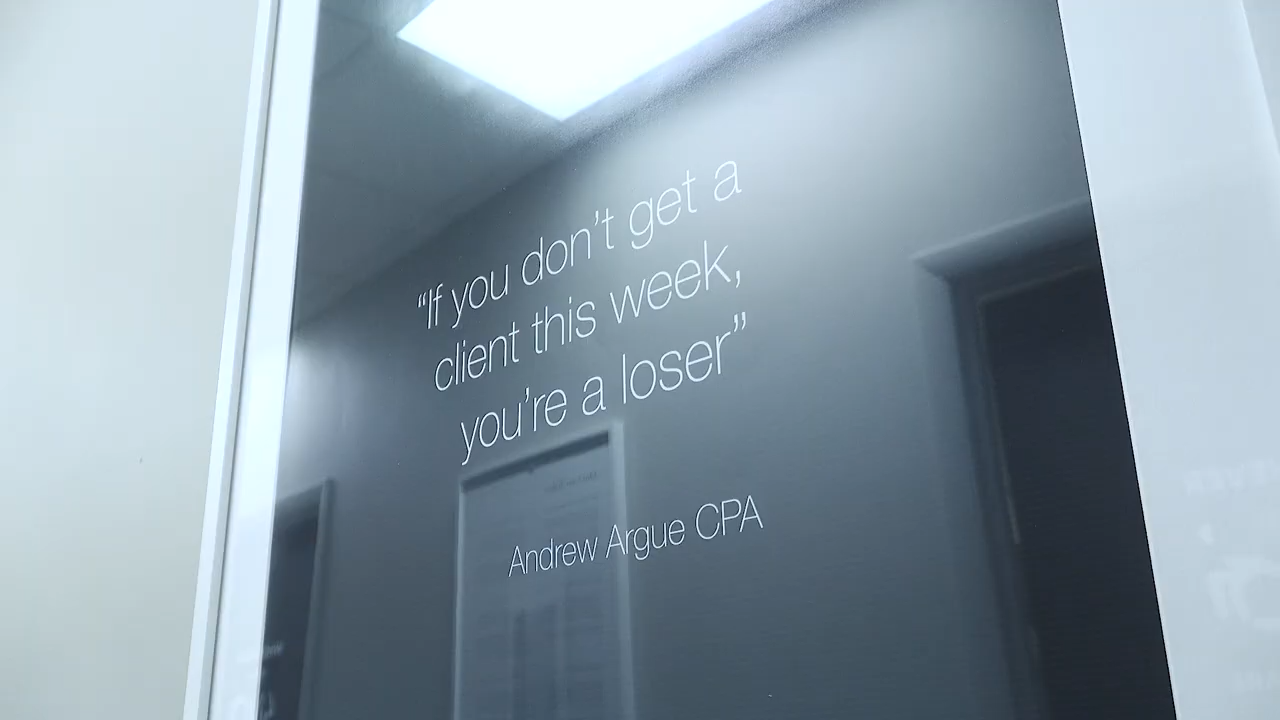 “If you don’t get a
client this week,
you’re a loser”
Andrew Argue CPA